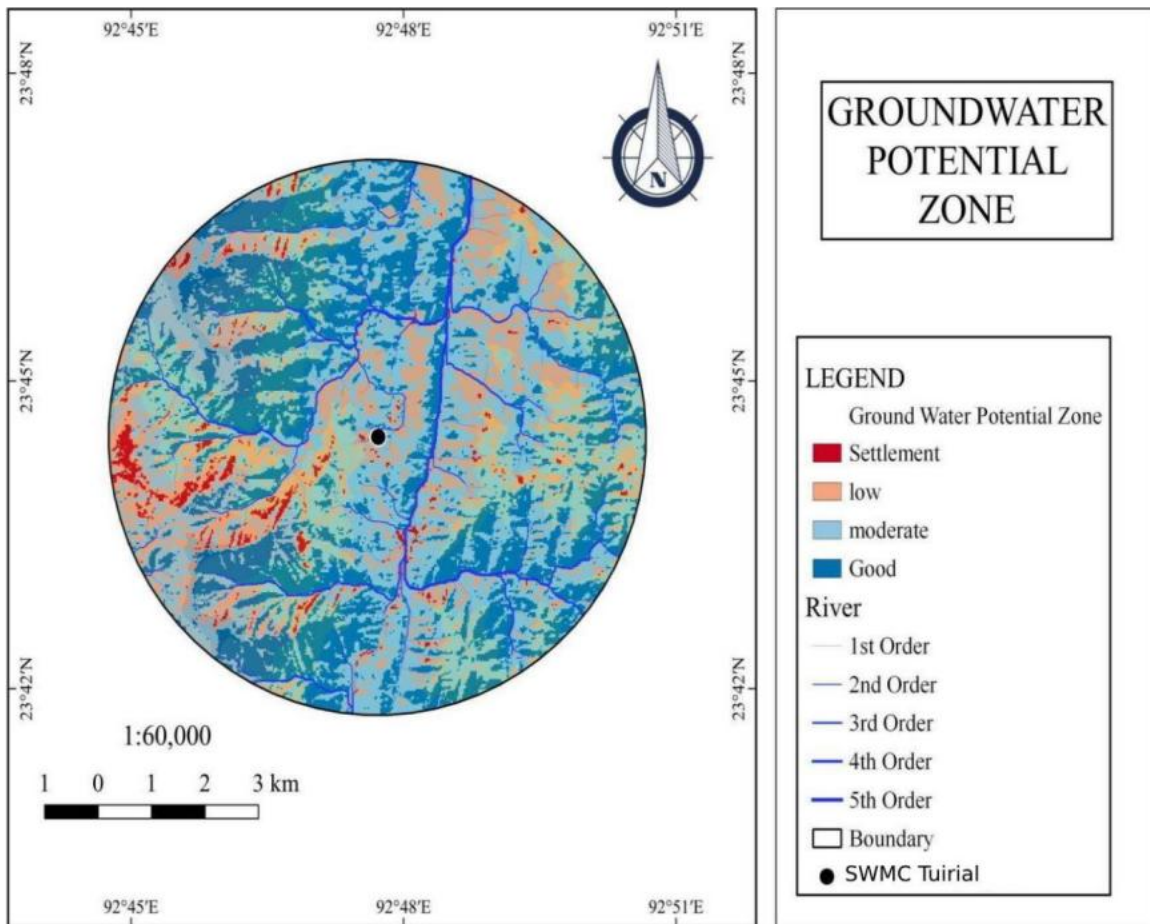 92°45'E 92°48'E 92°51'E
23°48'N 23°48'N
N
23°45'N 23°45'N
23°42'N 23°42'N
1:60,000
1 0 1 2 3 km
92°45'E 92°48'E 92°51'E
GROUNDWATER
POTENTIAL
ZONE
LEGEND
Ground Water Potential Zone
Settlement
low
moderate
Good
River
1st Order
2nd Order
3rd Order
4th Order
5th Order
Boundary
SWMC Tuirial